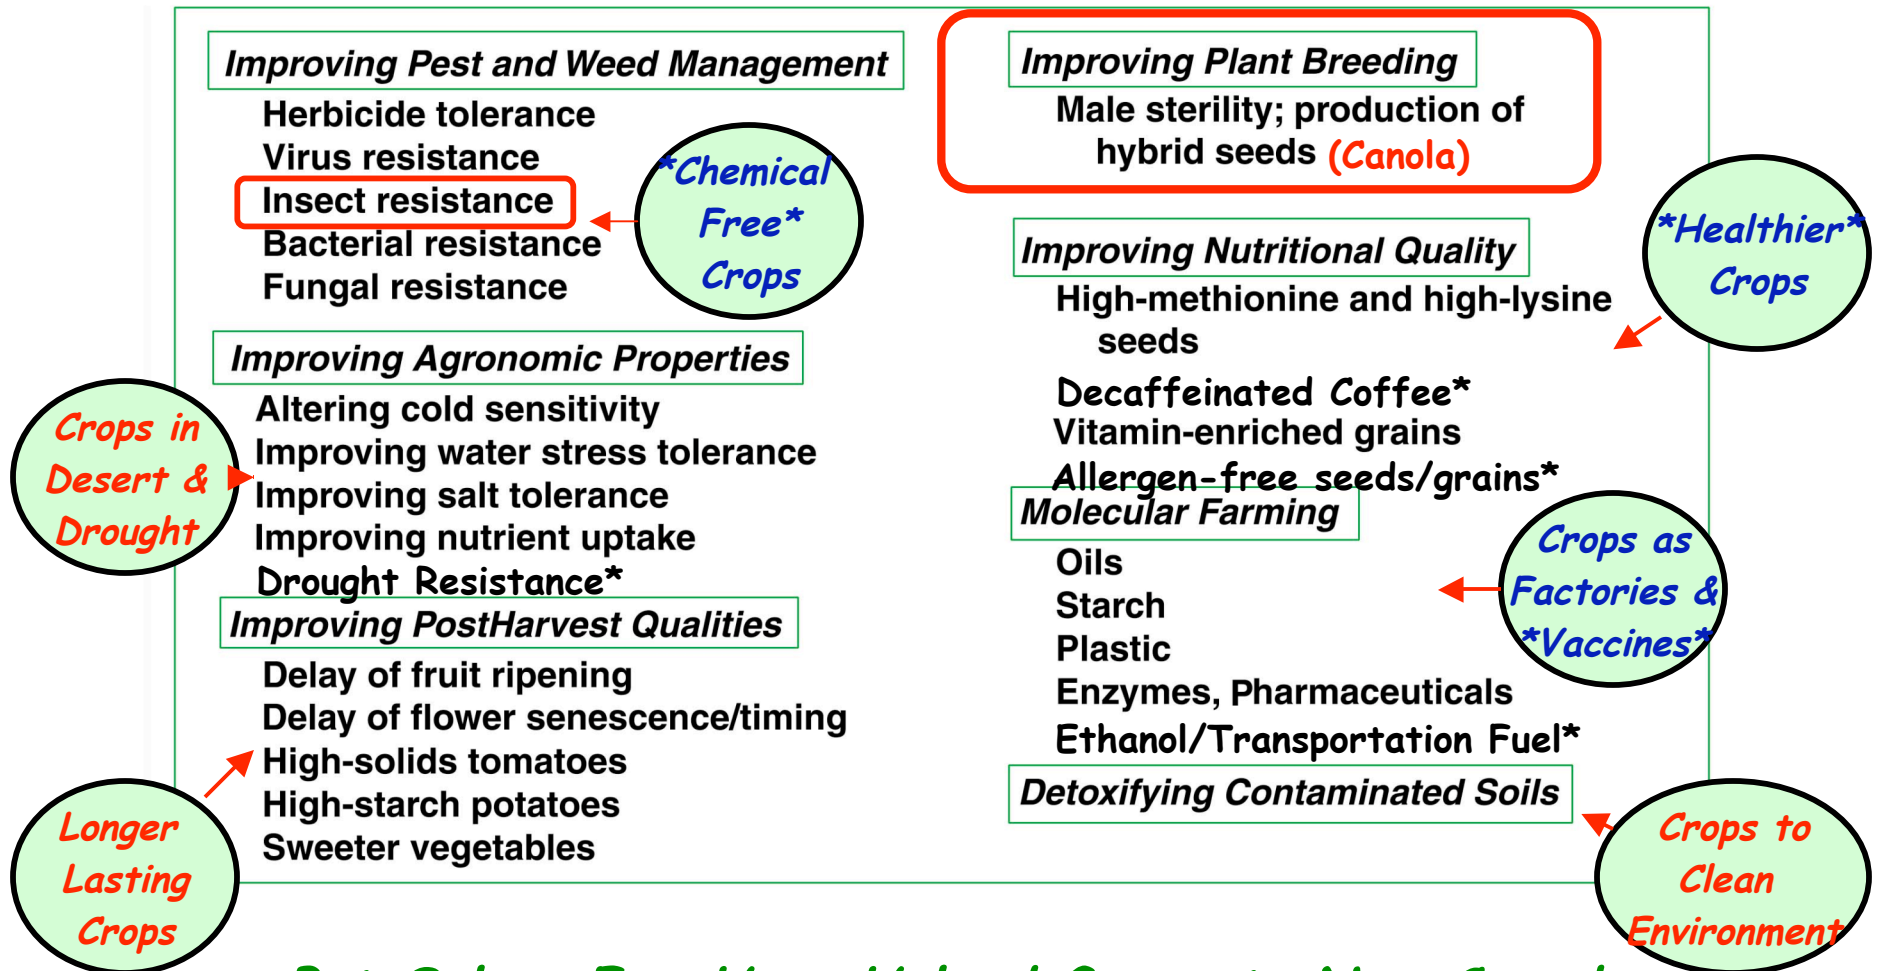 Improving Pest and Weed Management
Herbicide tolerance
Virus resistance
Insect resistance
Bacterial resistance
Fungal resistance
*Chemical
Free*
Crops
Improving Agronomic Properties
Altering cold sensitivity
Improving water stress tolerance
Improving salt tolerance
Improving nutrient uptake
Drought Resistance*
Crops in
Desert &
Drought
Improving PostHarvest Qualities
Delay of fruit ripening
Delay of flower senescence/timing
High-solids tomatoes
High-starch potatoes
Sweeter vegetables
Longer
Lasting
Crops
Improving Plant Breeding
Male sterility; production of
hybrid seeds (Canola)
Improving Nutritional Quality
High-methionine and high-lysine
seeds
Decaffeinated Coffee*
Vitamin-enriched grains
Allergen-free seeds/grains*
*Healthier*
Crops
Molecular Farming
Oils
Starch
Plastic
Enzymes, Pharmaceuticals
Ethanol/Transportation Fuel*
Crops as
Factories &
*Vaccines*
Detoxifying Contaminated Soils
Crops to
Clean
Environment